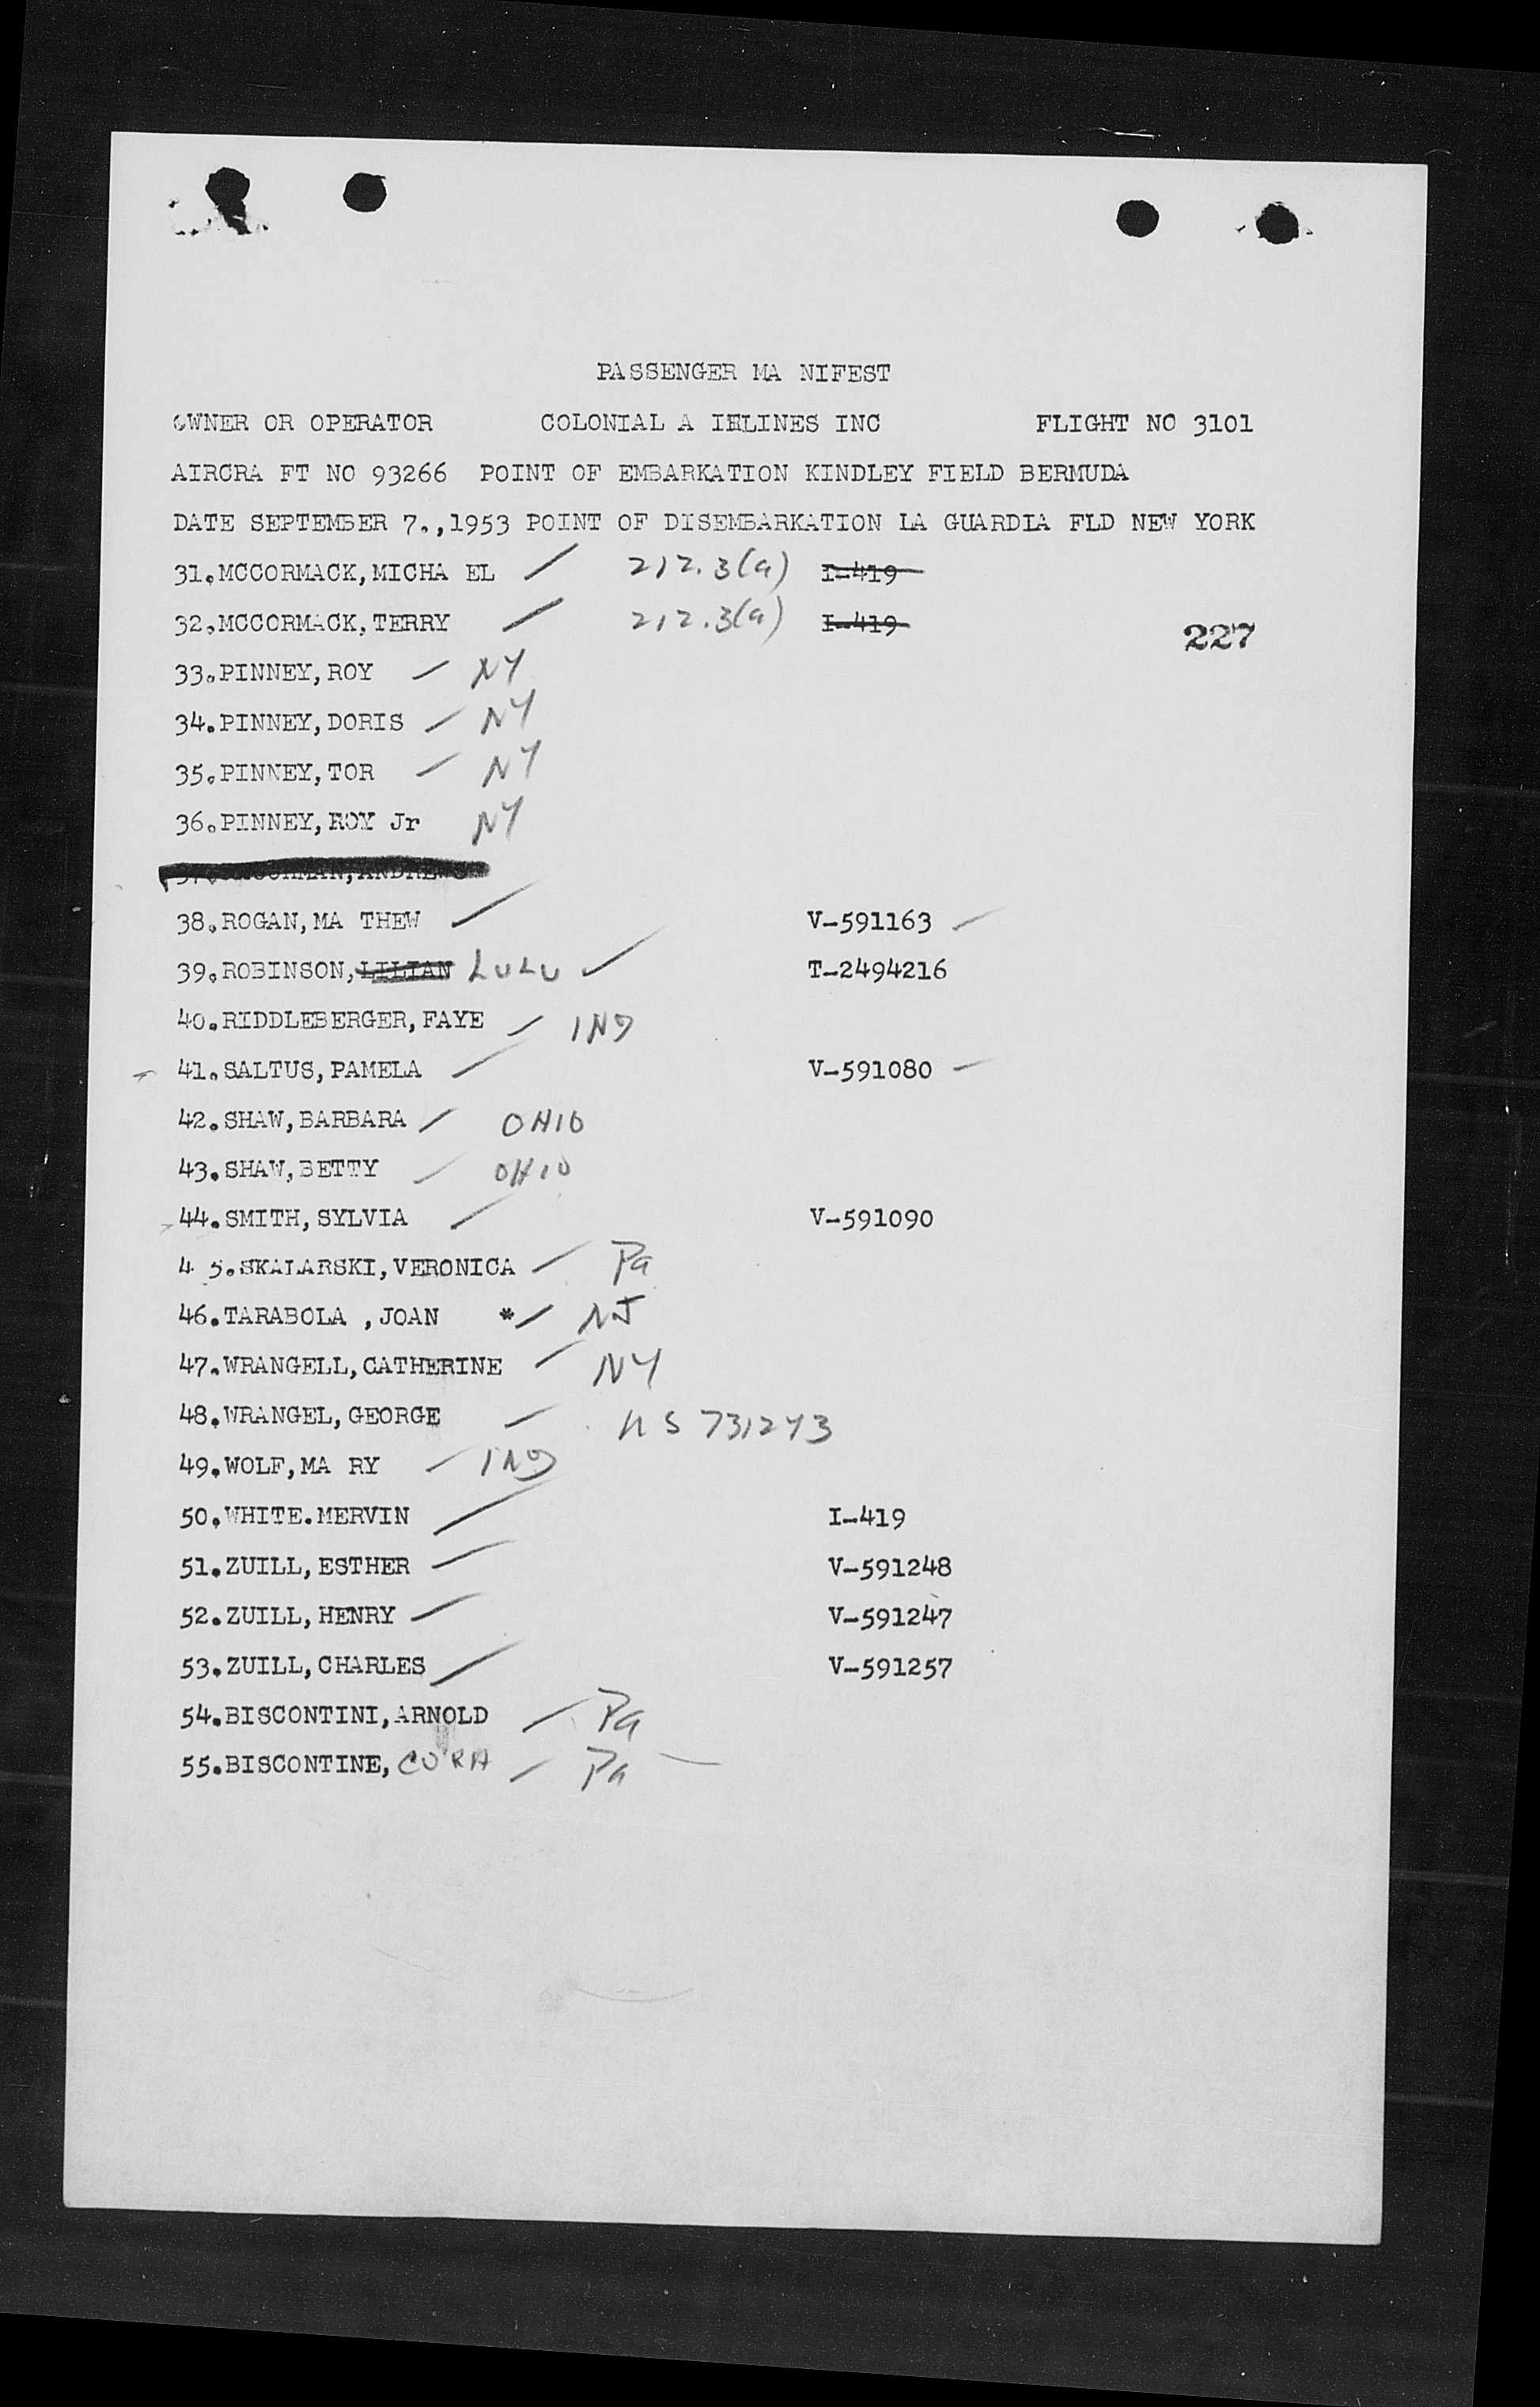 PASSENGER MA NIFEST
OWNER OR OPERATOR COLONIAL A IRLINES INC FLIGHT NO 3101
AIRCRA FT NO 93266 POINT OF EMBARKATION KINDLEY FIELD BERMUDA
DATE SEPTEMBER 7.,1953 POINT OF DISEMBARKATION LA GUARDIA FLD NEW YORK
31.MCCORMACK,MICHA EL / 212.3(a) I-419
32.MCCORMACK,TERRY / 212.3(a) I-419
227
33.PINNEY,ROY / NY
34.PINNEY,DORIS / NY
35.PINNEY,TOR / NY
36.PINNEY,ROY Jr NY
38.ROGAN,MA THEW / V-591163
39.ROBINSON,LILIAN LULU ✓ T-2494216
40.RIDDLEBERGER,FAYE / IND
41.SALTUS,PAMELA / V-591080
42.SHAW,BARBARA / OHIO
43.SHAW,BETTY / OHIO
44.SMITH,SYLVIA / V-591090
4 5.SKALARSKI,VERONICA / Pa
46.TARABOLA ,JOAN */ NJ
47.WRANGELL,CATHERINE / NY
48.WRANGEL,GEORGE / US 731243
49.WOLF,MA RY / IND
50.WHITE.MERVIN / I-419
51.ZUILL,ESTHER / V-591248
52.ZUILL,HENRY / V-591247
53.ZUILL,CHARLES / V-591257
54.BISCONTINI,ARNOLD / Pa
55.BISCONTINE,CORA / Pa